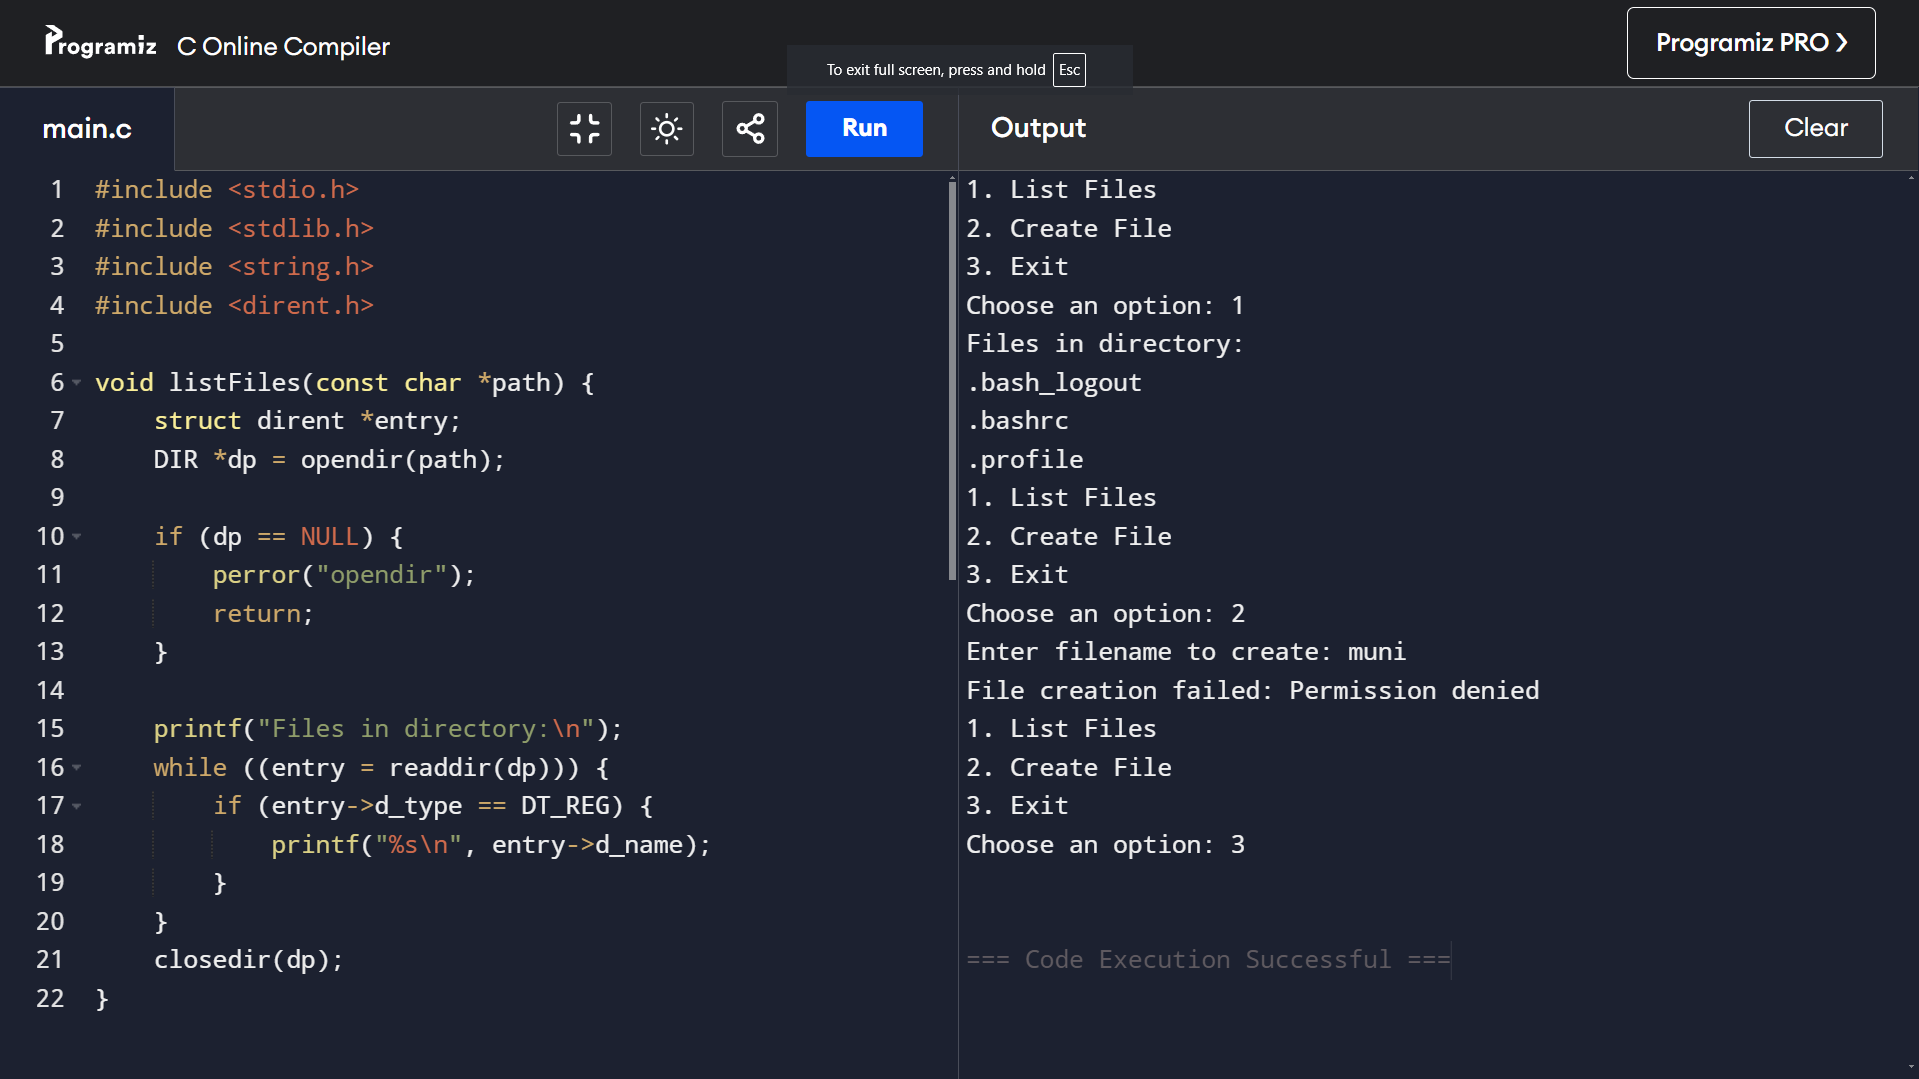 Programiz C Online Compiler
To exit full screen, press and hold Esc
Programiz PRO ❯
main.c
Run
Output
Clear
1 #include <stdio.h>
2 #include <stdlib.h>
3 #include <string.h>
4 #include <dirent.h>
5
6 void listFiles(const char *path) {
7     struct dirent *entry;
8     DIR *dp = opendir(path);
9
10     if (dp == NULL) {
11         perror("opendir");
12         return;
13     }
14
15     printf("Files in directory:\n");
16     while ((entry = readdir(dp))) {
17         if (entry->d_type == DT_REG) {
18             printf("%s\n", entry->d_name);
19         }
20     }
21     closedir(dp);
22 }
1. List Files
2. Create File
3. Exit
Choose an option: 1
Files in directory:
.bash_logout
.bashrc
.profile
1. List Files
2. Create File
3. Exit
Choose an option: 2
Enter filename to create: muni
File creation failed: Permission denied
1. List Files
2. Create File
3. Exit
Choose an option: 3
=== Code Execution Successful ===